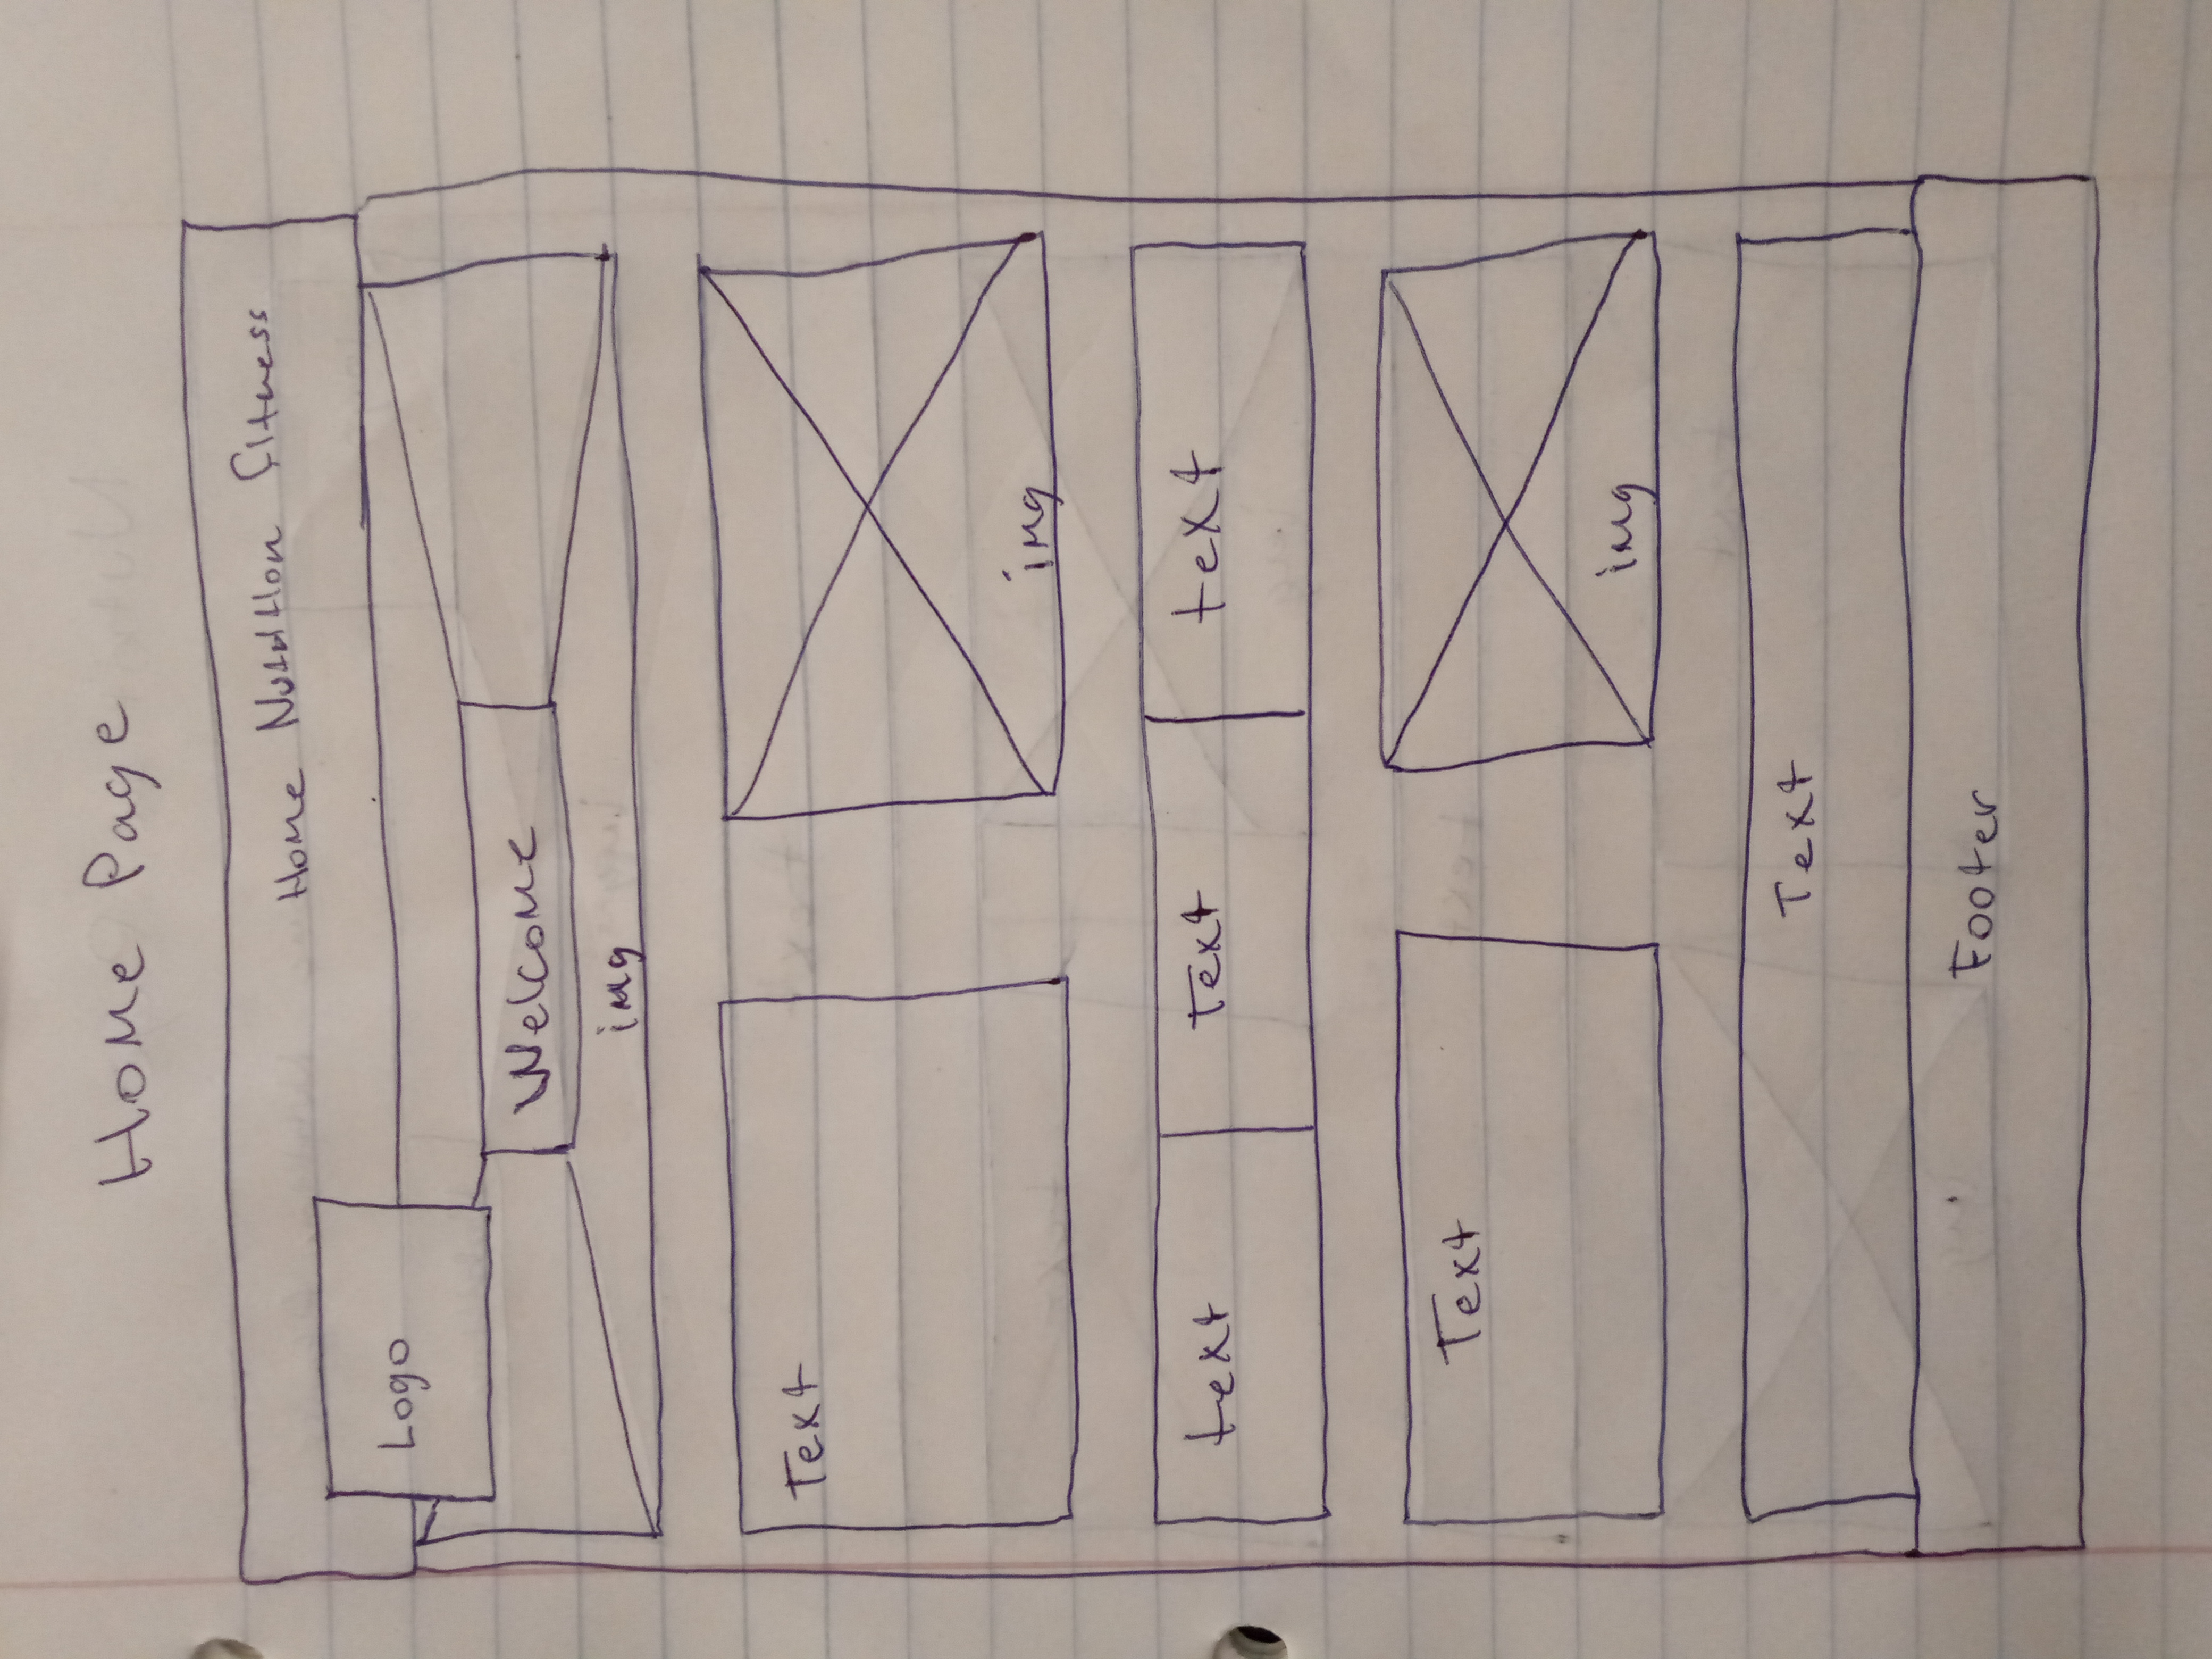 Home Page
Home Nutrition Fitness
Logo
Welcome
img
Text
img
text Text text
Text
img
Text
Footer